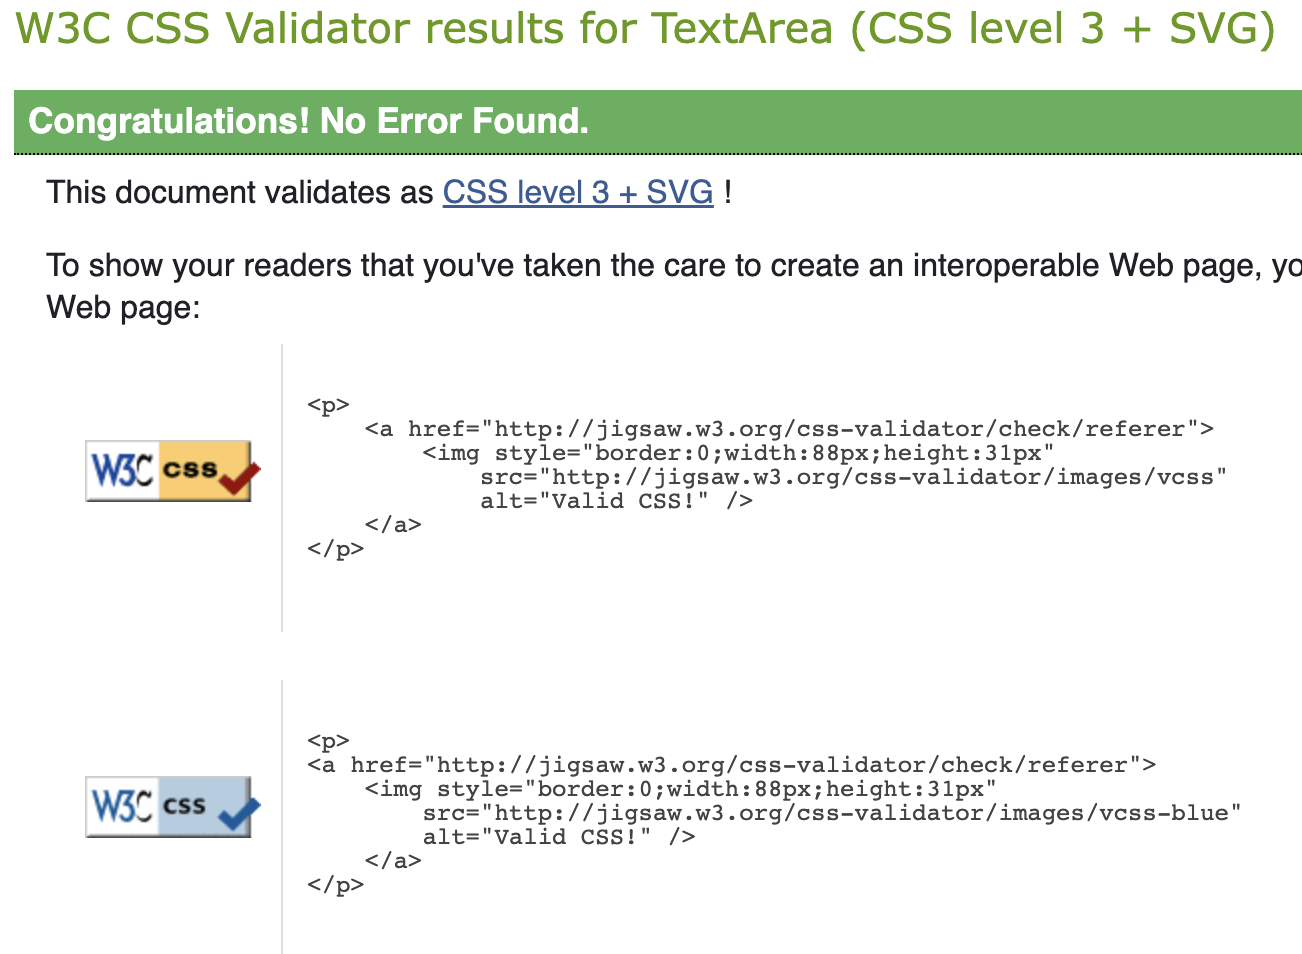 W3C CSS Validator results for TextArea (CSS level 3 + SVG)
Congratulations! No Error Found.
This document validates as CSS level 3 + SVG !
To show your readers that you've taken the care to create an interoperable Web page, yo
Web page:
<p>
<a href="http://jigsaw.w3.org/css-validator/check/referer">
<img style="border:0;width:88px;height:31px"
src="http://jigsaw.w3.org/css-validator/images/vcss"
alt="Valid CSS!" />
</a>
</p>
W3C css
<p>
<a href="http://jigsaw.w3.org/css-validator/check/referer">
<img style="border:0;width:88px;height:31px"
src="http://jigsaw.w3.org/css-validator/images/vcss-blue"
alt="Valid CSS!" />
</a>
</p>
W3C css